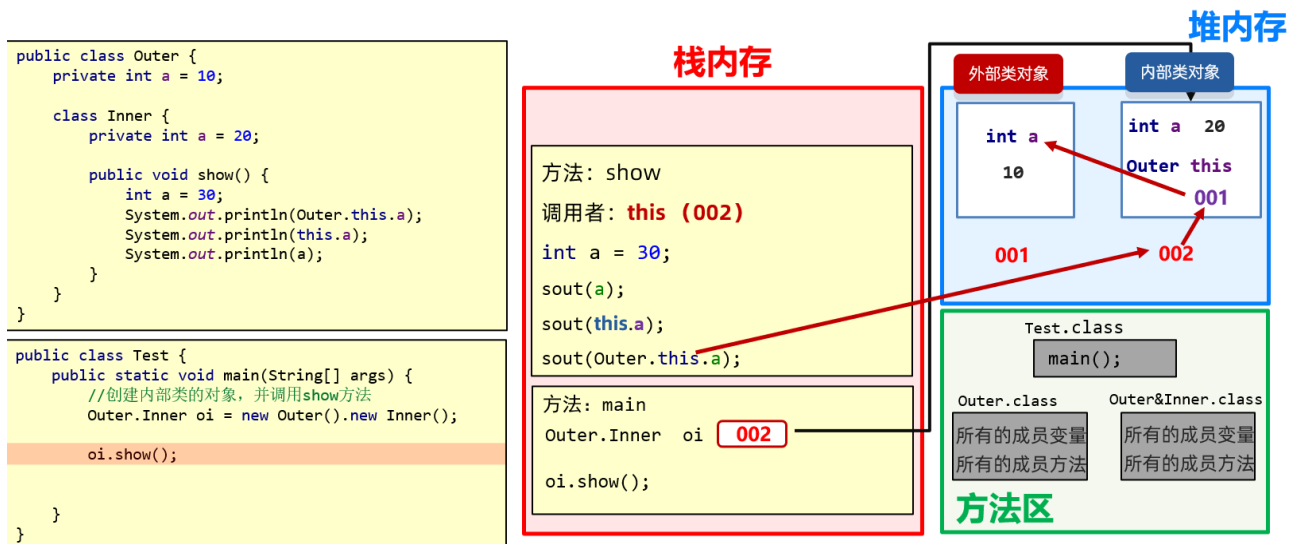 public class Outer {
    private int a = 10;
    class Inner {
        private int a = 20;
        public void show() {
            int a = 30;
            System.out.println(Outer.this.a);
            System.out.println(this.a);
            System.out.println(a);
        }
    }
}
public class Test {
    public static void main(String[] args) {
        //创建内部类的对象，并调用show方法
        Outer.Inner oi = new Outer().new Inner();
        oi.show();
    }
}
栈内存
方法：show
调用者：this（002）
int a = 30;
sout(a);
sout(this.a);
sout(Outer.this.a);
方法：main
Outer.Inner oi 002
oi.show();
堆内存
外部类对象
int a
10
001
内部类对象
int a 20
Outer this
001
002
Test.class
main();
Outer.class
所有的成员变量
所有的成员方法
Outer&Inner.class
所有的成员变量
所有的成员方法
方法区